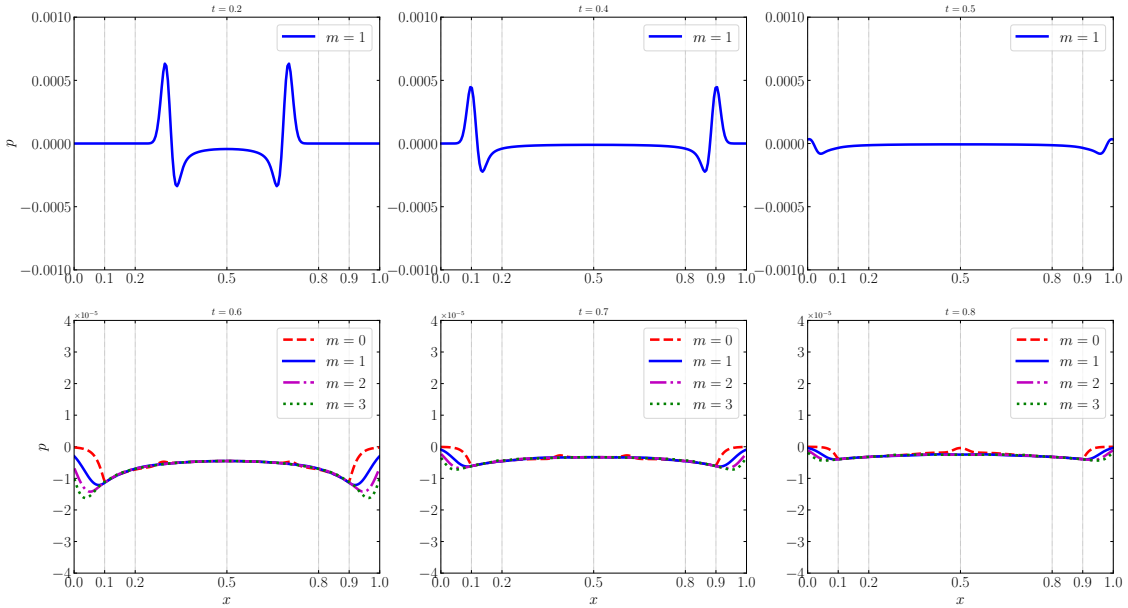 t = 0.2
0.0010
0.0005
0.0000
−0.0005
−0.0010
p
m = 1
0.0 0.1 0.2 0.5 0.8 0.9 1.0
t = 0.4
0.0010
0.0005
0.0000
−0.0005
−0.0010
m = 1
0.0 0.1 0.2 0.5 0.8 0.9 1.0
t = 0.5
0.0010
0.0005
0.0000
−0.0005
−0.0010
m = 1
0.0 0.1 0.2 0.5 0.8 0.9 1.0
t = 0.6
×10⁻⁵
4
3
2
1
0
−1
−2
−3
−4
p
m = 0
m = 1
m = 2
m = 3
0.0 0.1 0.2 0.5 0.8 0.9 1.0
x
t = 0.7
×10⁻⁵
4
3
2
1
0
−1
−2
−3
−4
m = 0
m = 1
m = 2
m = 3
0.0 0.1 0.2 0.5 0.8 0.9 1.0
x
t = 0.8
×10⁻⁵
4
3
2
1
0
−1
−2
−3
−4
m = 0
m = 1
m = 2
m = 3
0.0 0.1 0.2 0.5 0.8 0.9 1.0
x